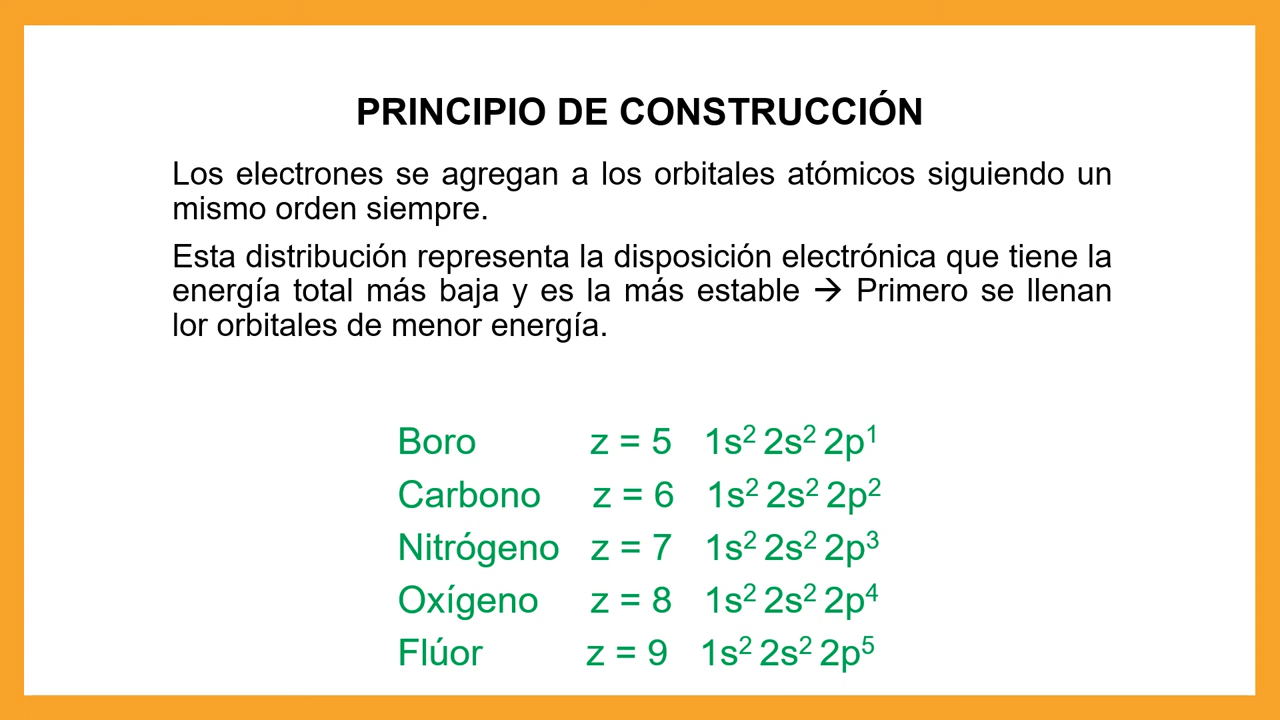 PRINCIPIO DE CONSTRUCCIÓN
Los electrones se agregan a los orbitales atómicos siguiendo un
mismo orden siempre.
Esta distribución representa la disposición electrónica que tiene la
energía total más baja y es la más estable → Primero se llenan
lor orbitales de menor energía.
Boro z = 5 1s² 2s² 2p¹
Carbono z = 6 1s² 2s² 2p²
Nitrógeno z = 7 1s² 2s² 2p³
Oxígeno z = 8 1s² 2s² 2p⁴
Flúor z = 9 1s² 2s² 2p⁵